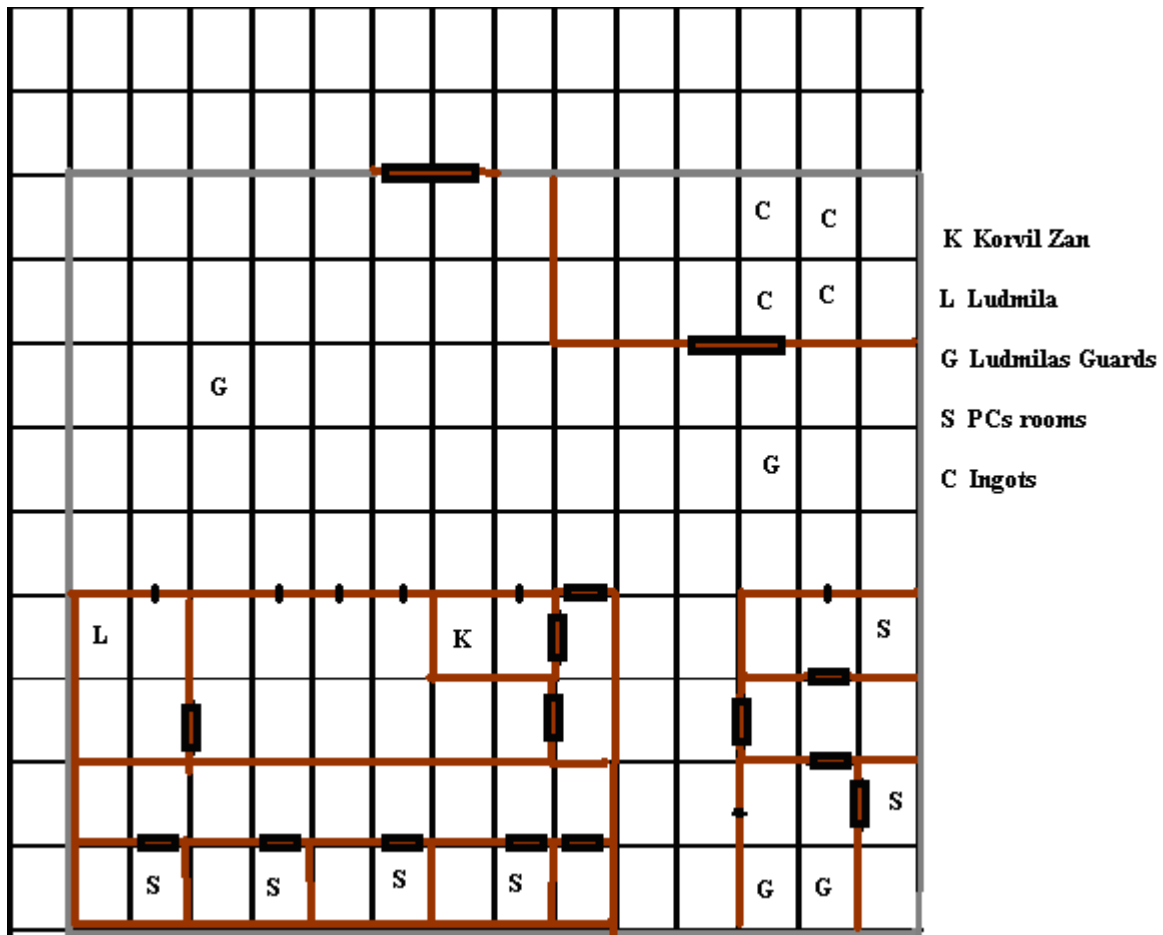 C C
K Korvil Zan
C C
L Ludmila
G
G Ludmilas Guards
S PCs rooms
G
C Ingots
L K S
S
S S S S G G